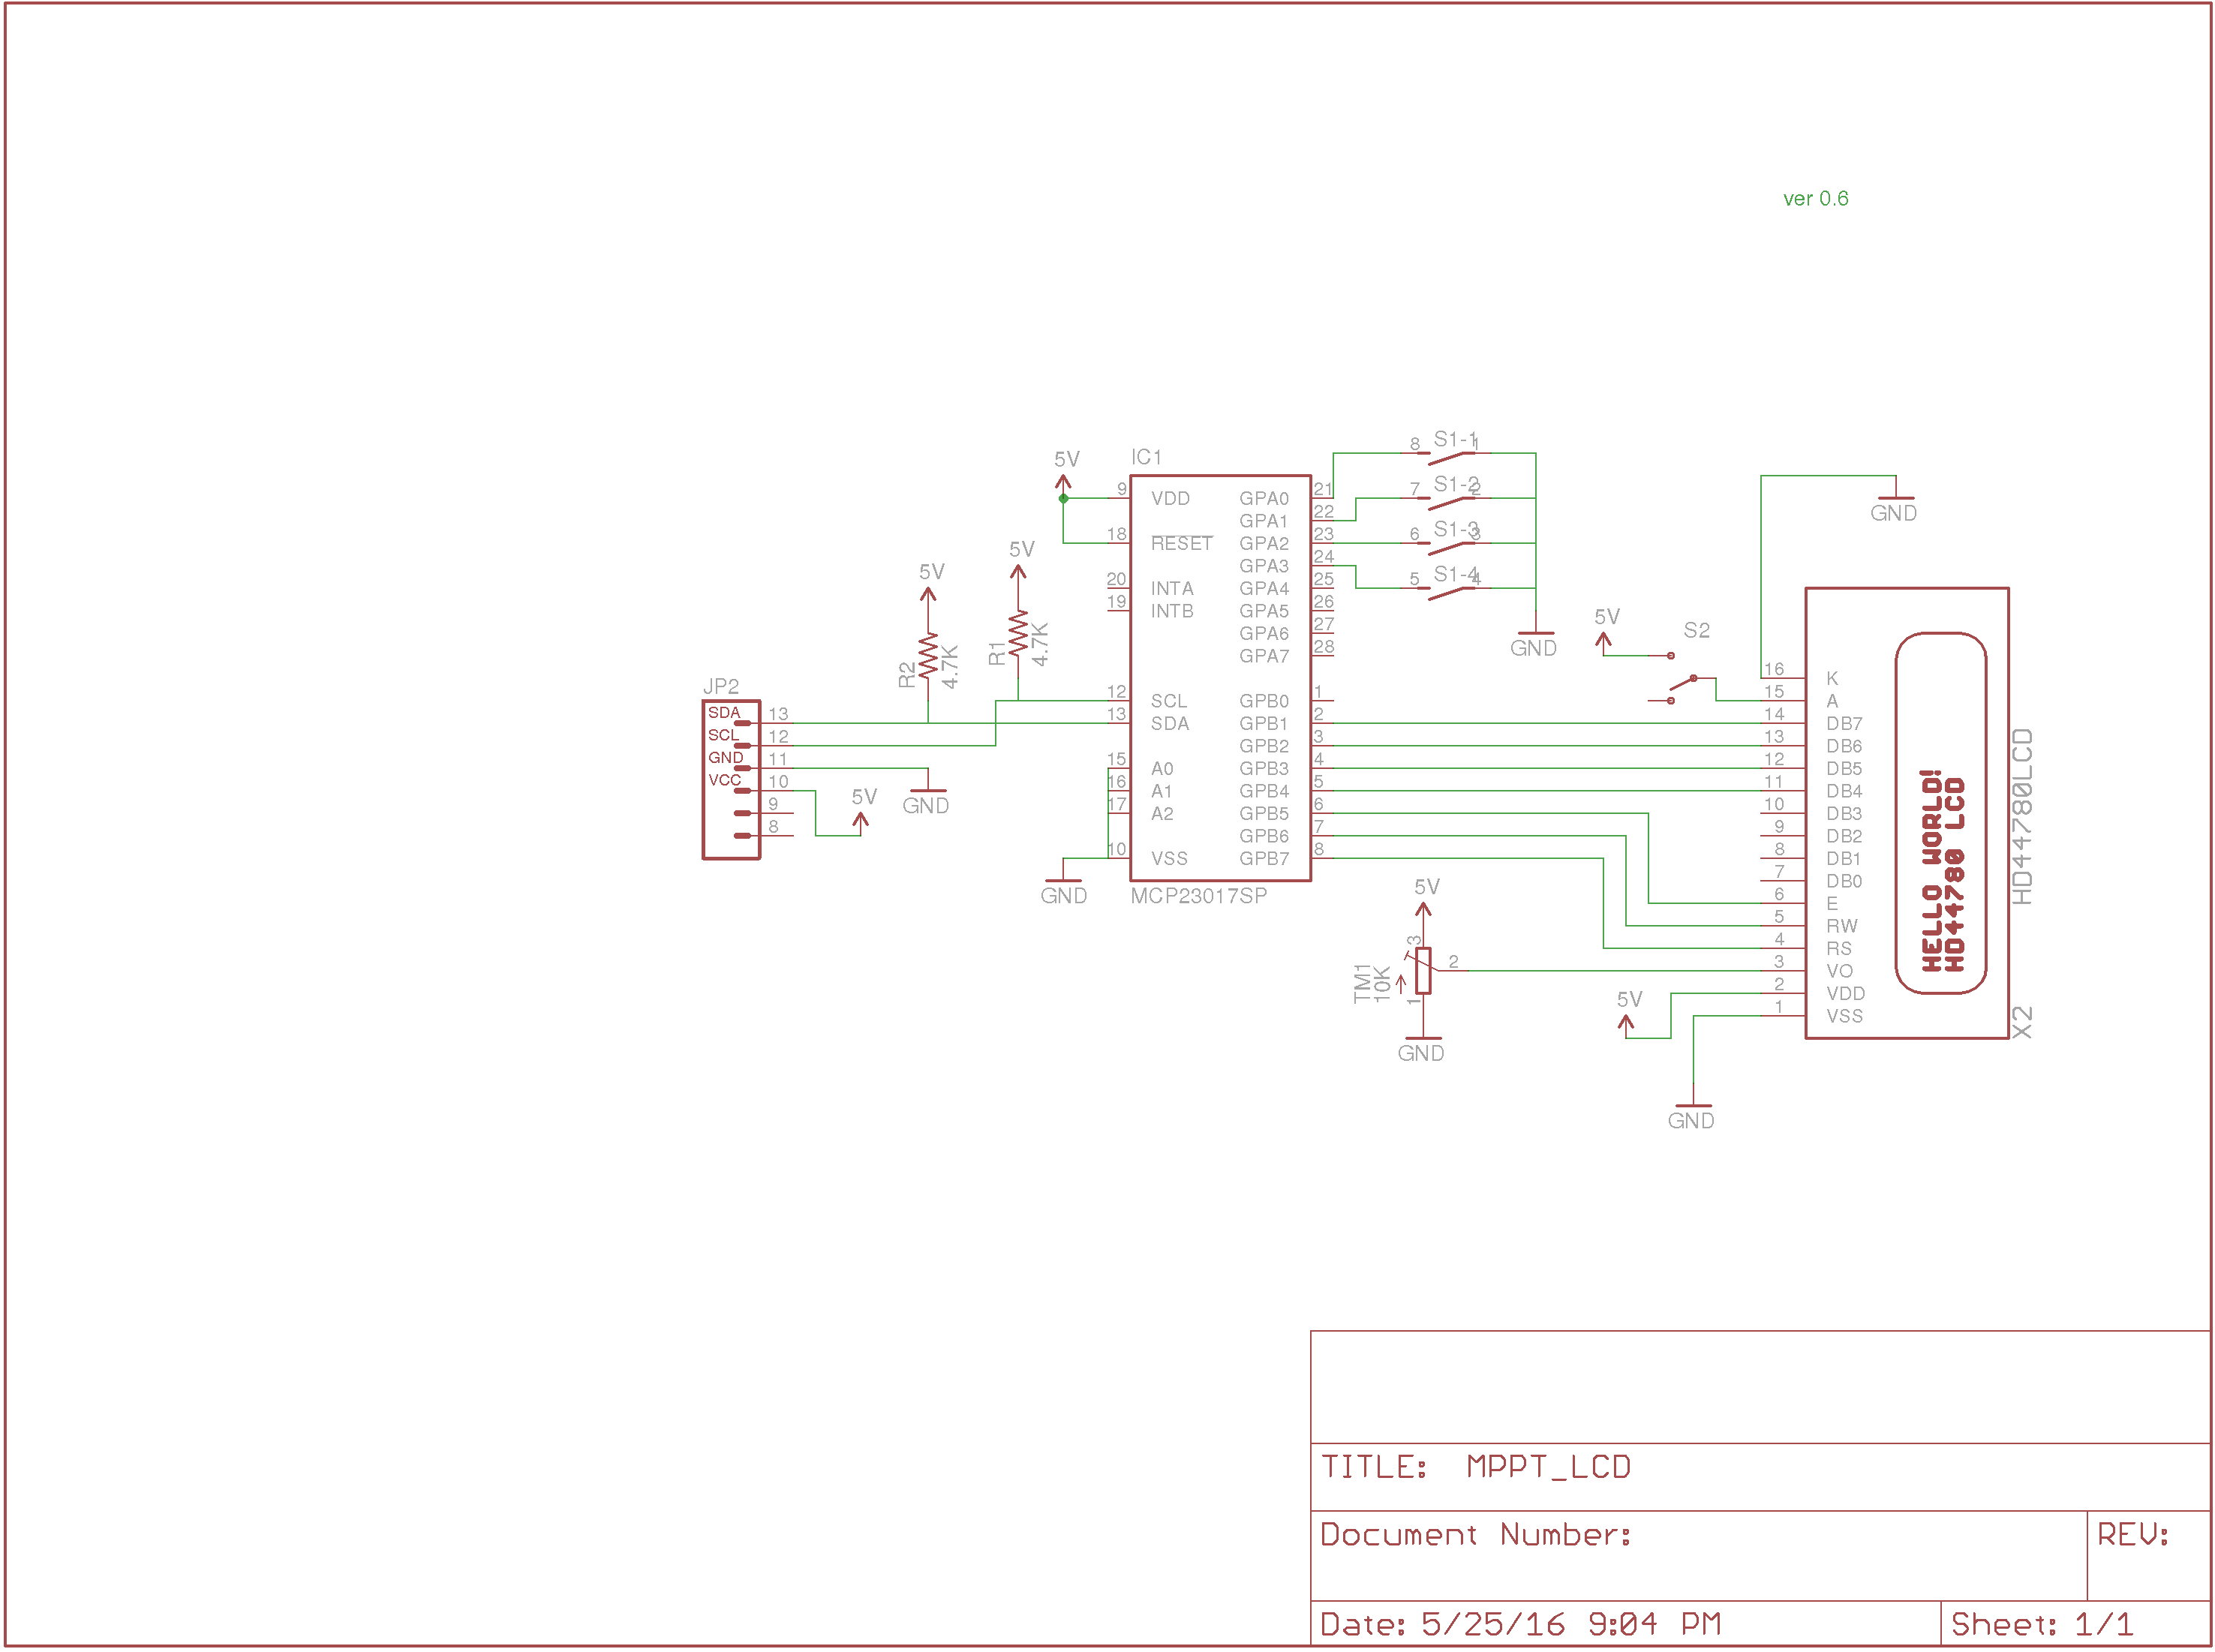 ver 0.6
IC1
5V
9 VDD
18 RESET
20 INTA
19 INTB
12 SCL
13 SDA
15 A0
16 A1
17 A2
10 VSS
GPA0 21
GPA1 22
GPA2 23
GPA3 24
GPA4 25
GPA5 26
GPA6 27
GPA7 28
GPB0 1
GPB1 2
GPB2 3
GPB3 4
GPB4 5
GPB5 6
GPB6 7
GPB7 8
MCP23017SP
GND
8 S1-1 1
7 S1-2 2
6 S1-3 3
5 S1-4 4
GND
5V
R1
4.7K
5V
R2
4.7K
JP2
SDA 13
SCL 12
GND 11
VCC 10
9
8
GND
5V
5V
S2
GND
16 K
15 A
14 DB7
13 DB6
12 DB5
11 DB4
10 DB3
9 DB2
8 DB1
7 DB0
6 E
5 RW
4 RS
3 VO
2 VDD
1 VSS
HELLO WORLD!
HD44780 LCD
HD44780LCD
X2
5V
3
2
1
TM1
10K
GND
5V
GND
TITLE: MPPT_LCD
Document Number:
REV:
Date: 5/25/16 9:04 PM
Sheet: 1/1